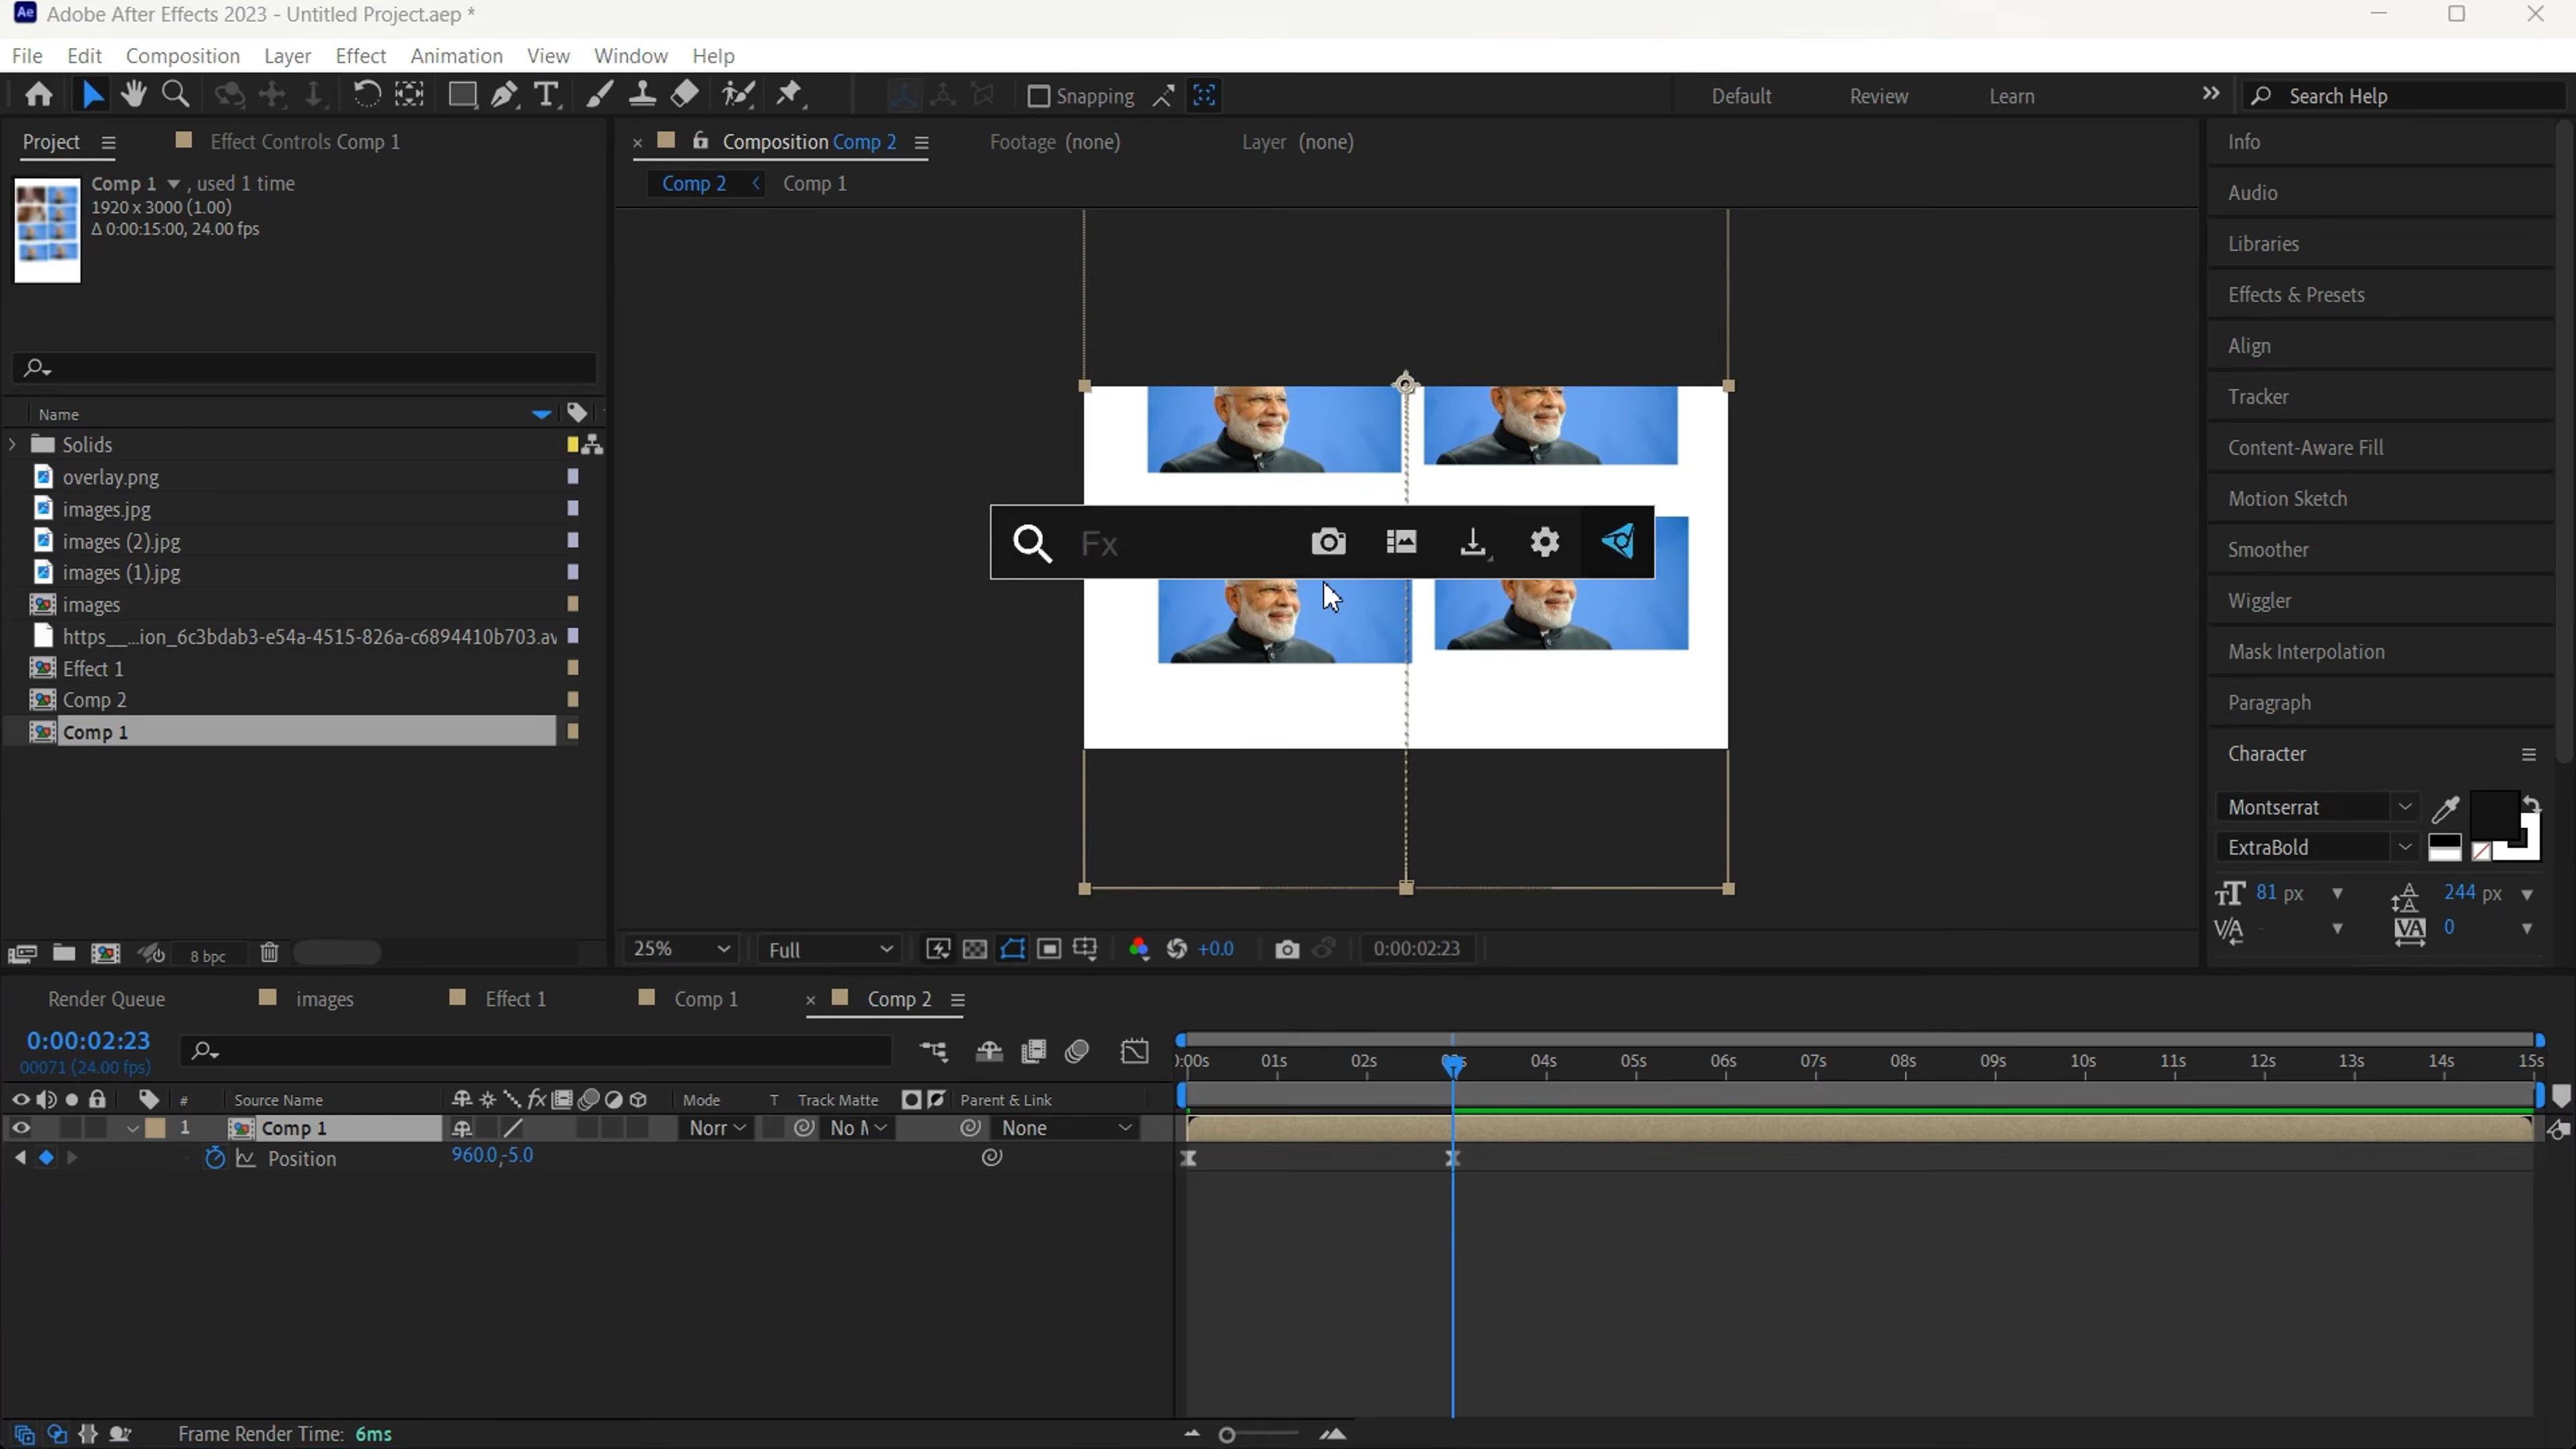 Ae Adobe After Effects 2023 - Untitled Project.aep *
File Edit Composition Layer Effect Animation View Window Help
Snapping Default Review Learn Search Help
Project Effect Controls Comp 1
Comp 1 , used 1 time
1920 x 3000 (1.00)
Δ 0:00:15:00, 24.00 fps
Name
Solids
overlay.png
images.jpg
images (2).jpg
images (1).jpg
images
https__...ion_6c3bdab3-e54a-4515-826a-c6894410b703.av
Effect 1
Comp 2
Comp 1
8 bpc
Composition Comp 2 Footage (none) Layer (none)
Comp 2 Comp 1
Fx
25% Full +0.0 0:00:02:23
Info
Audio
Libraries
Effects & Presets
Align
Tracker
Content-Aware Fill
Motion Sketch
Smoother
Wiggler
Mask Interpolation
Paragraph
Character
Montserrat
ExtraBold
81 px 244 px
0
Render Queue images Effect 1 Comp 1 Comp 2
0:00:02:23
00071 (24.00 fps)
):00s 01s 02s 04s 05s 06s 07s 08s 09s 10s 11s 12s 13s 14s 15s
# Source Name Mode T Track Matte Parent & Link
1 Comp 1 Norr No M None
Position 960.0,-5.0
Frame Render Time: 6ms